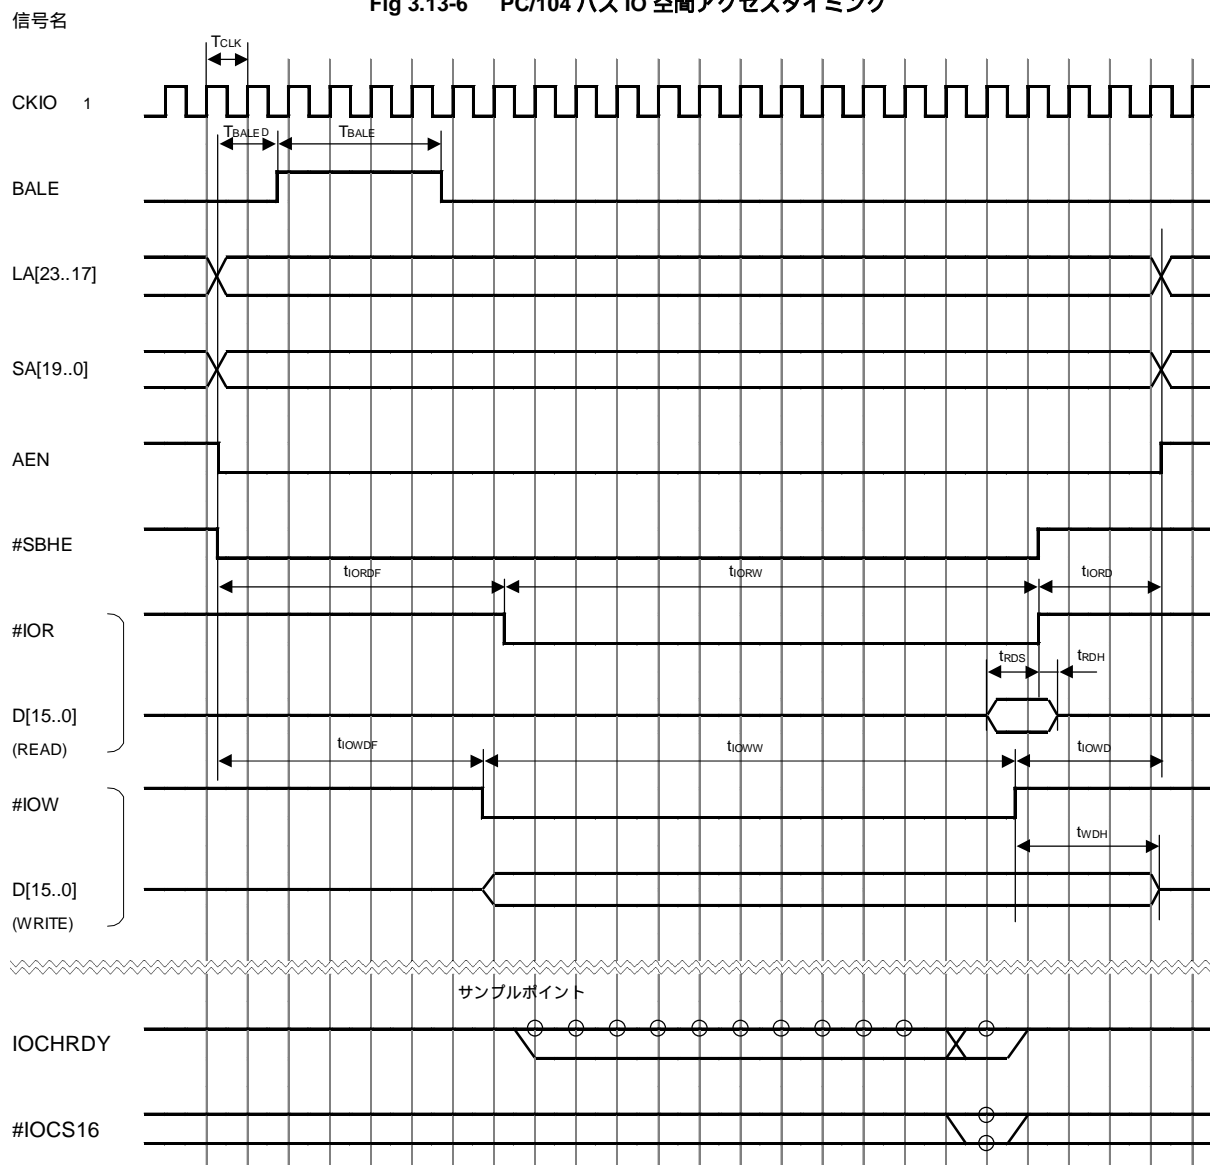 Fig 3.13-6 PC/104 バス IO 空間アクセスタイミング
信号名
TCLK
CKIO 1
TBALED TBALE
BALE
LA[23..17]
SA[19..0]
AEN
#SBHE
tIORDF tIORW tIORD
#IOR
tRDS tRDH
D[15..0]
(READ)
tIOWDF tIOWW tIOWD
#IOW
tWDH
D[15..0]
(WRITE)
サンプルポイント
IOCHRDY
#IOCS16